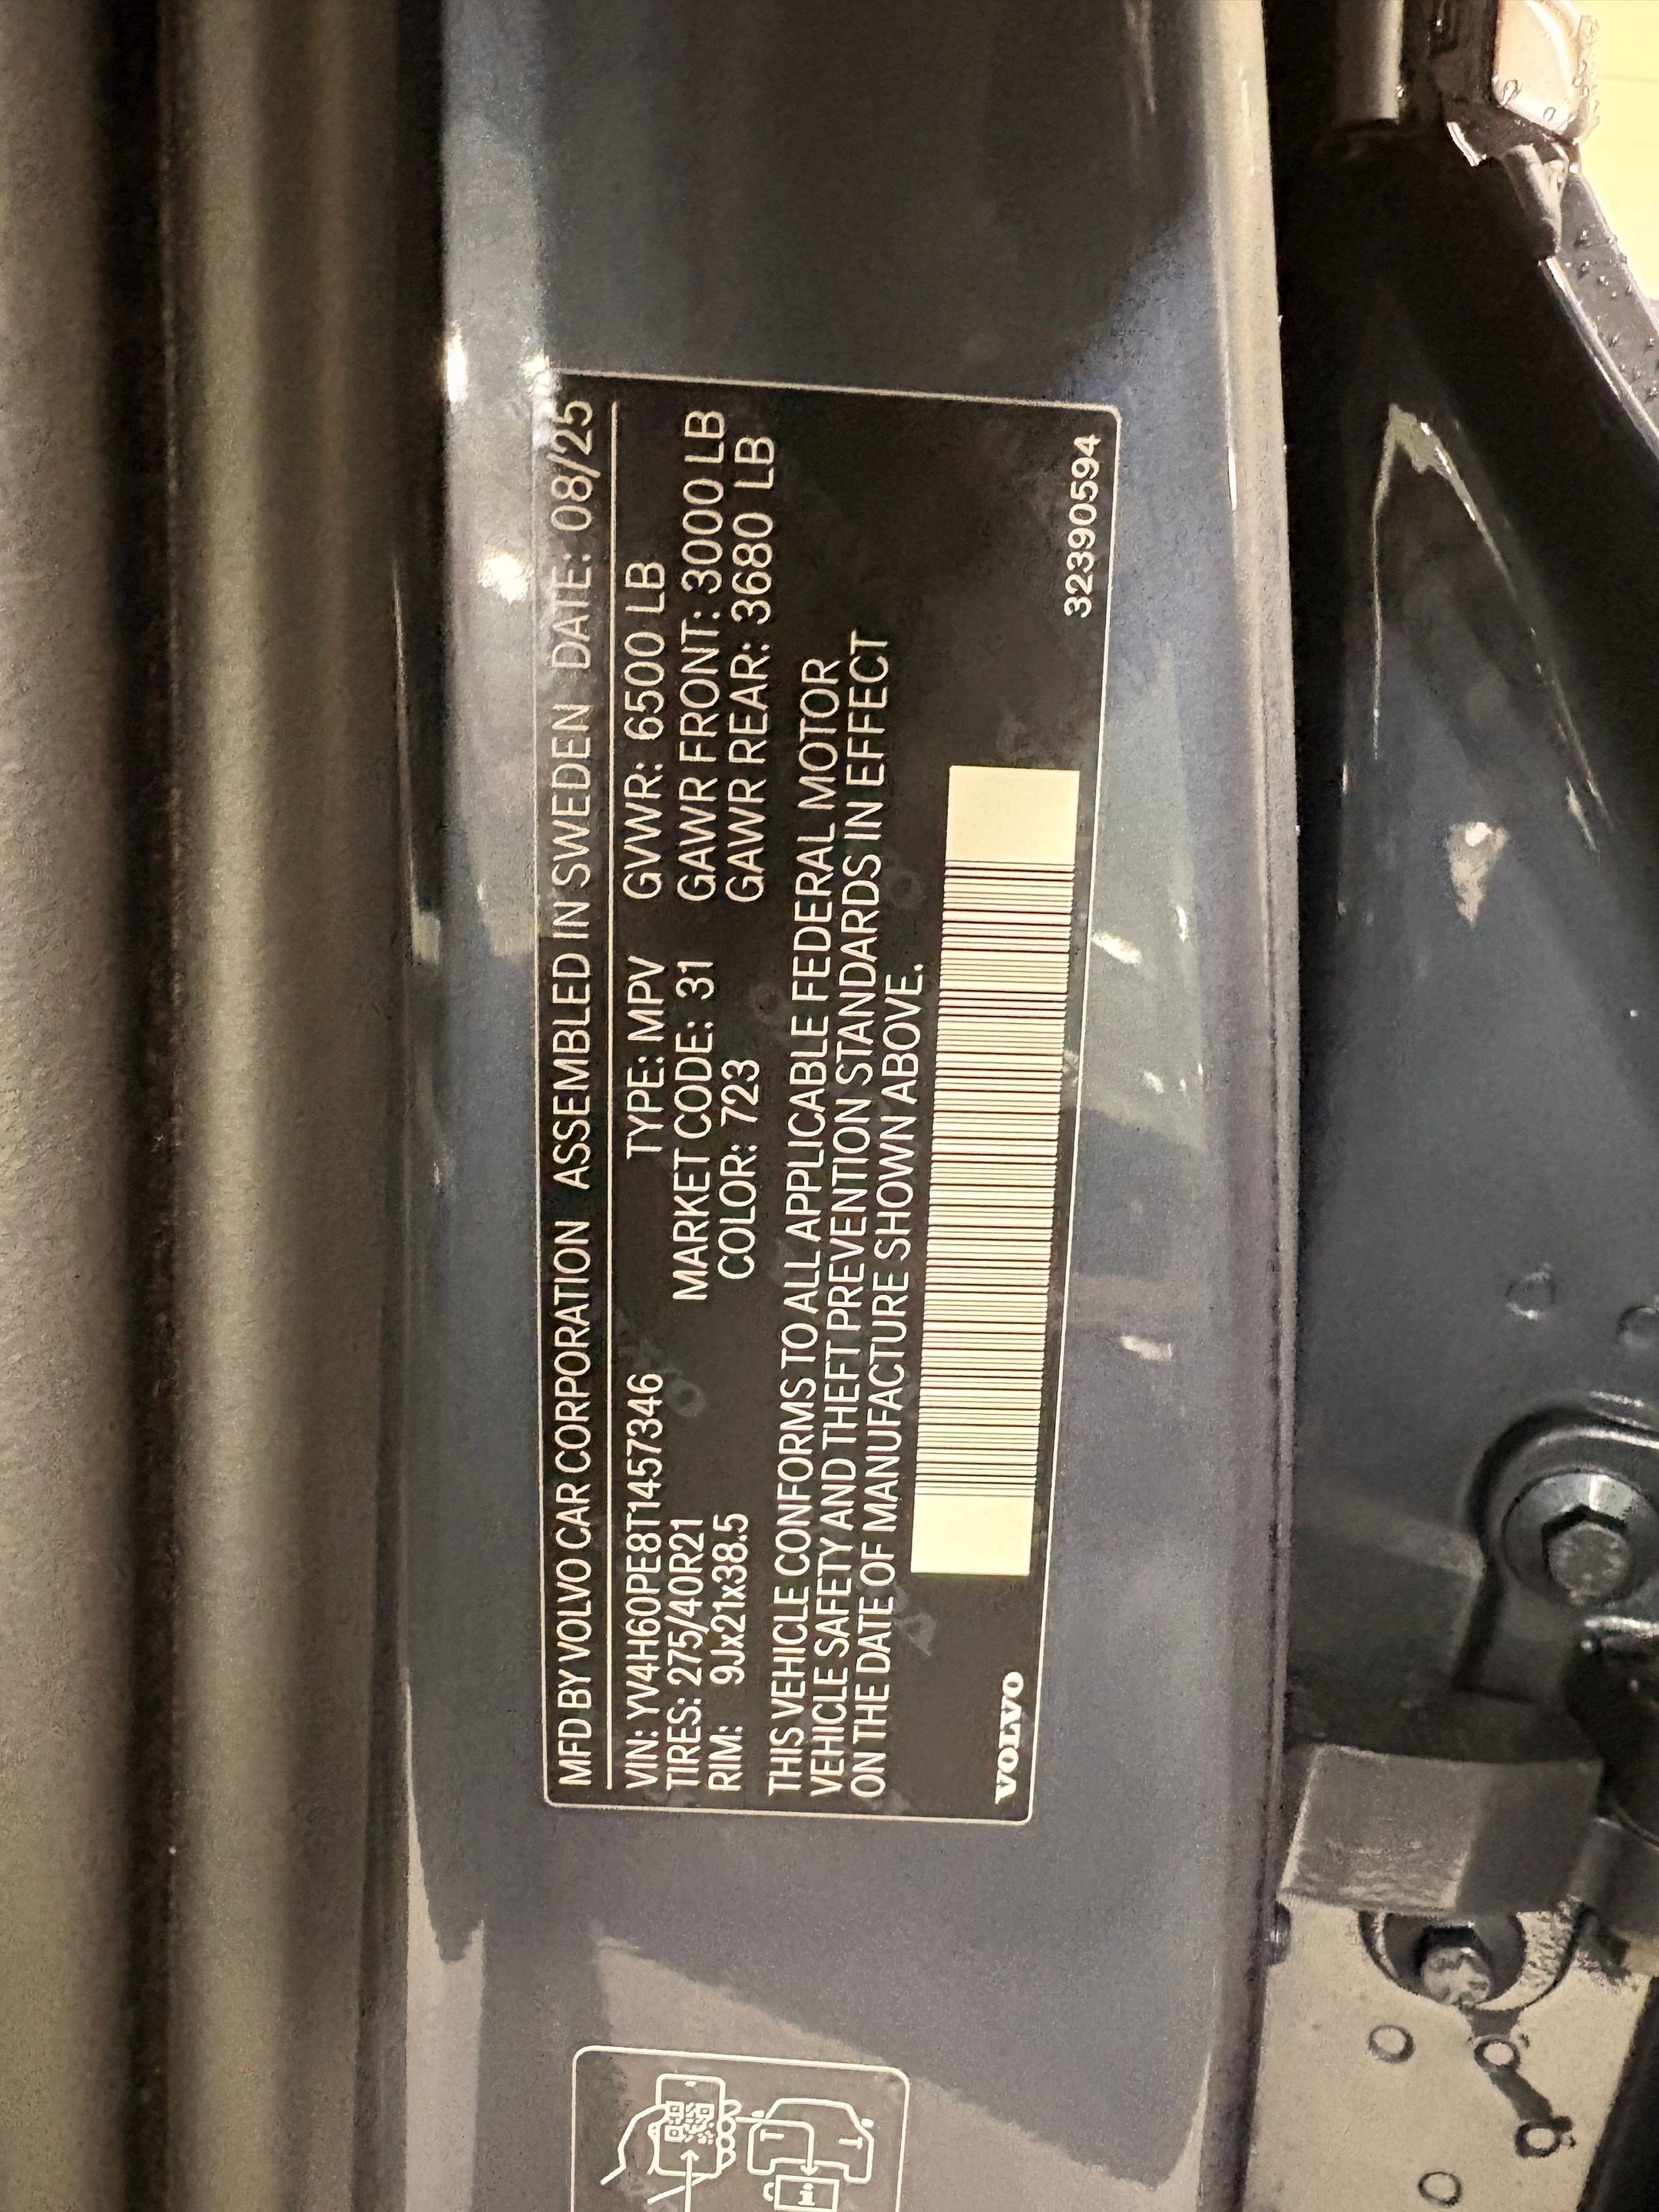 MFD BY VOLVO CAR CORPORATION ASSEMBLED IN SWEDEN DATE: 08/25
VIN: YV4H60PE8T1457346 TYPE: MPV GVWR: 6500 LB
TIRES: 275/40R21 MARKET CODE: 31 GAWR FRONT: 3000 LB
RIM: 9Jx21x38.5 COLOR: 723 GAWR REAR: 3680 LB
THIS VEHICLE CONFORMS TO ALL APPLICABLE FEDERAL MOTOR
VEHICLE SAFETY AND THEFT PREVENTION STANDARDS IN EFFECT
ON THE DATE OF MANUFACTURE SHOWN ABOVE.
VOLVO 32390594